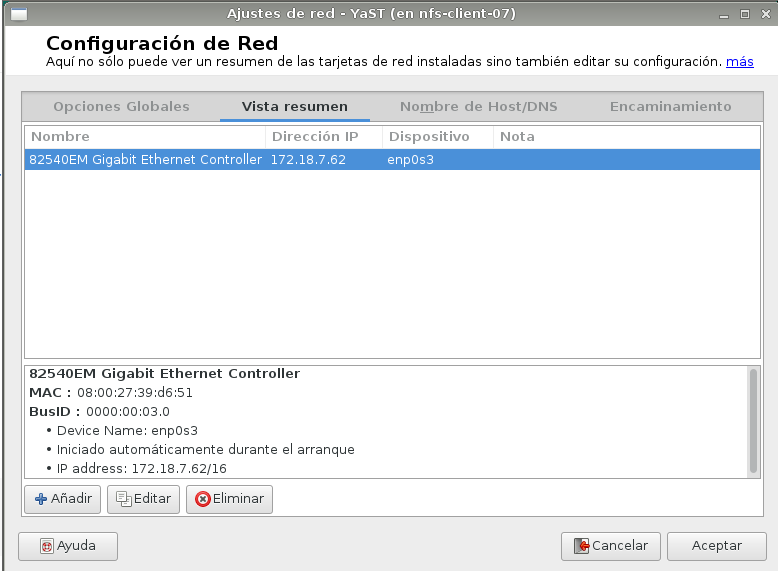 Ajustes de red - YaST (en nfs-client-07)
Configuración de Red
Aquí no sólo puede ver un resumen de las tarjetas de red instaladas sino también editar su configuración. más
Opciones Globales Vista resumen Nombre de Host/DNS Encaminamiento
Nombre Dirección IP Dispositivo Nota
82540EM Gigabit Ethernet Controller 172.18.7.62 enp0s3
82540EM Gigabit Ethernet Controller
MAC : 08:00:27:39:d6:51
BusID : 0000:00:03.0
• Device Name: enp0s3
• Iniciado automáticamente durante el arranque
• IP address: 172.18.7.62/16
Añadir Editar Eliminar
Ayuda Cancelar Aceptar